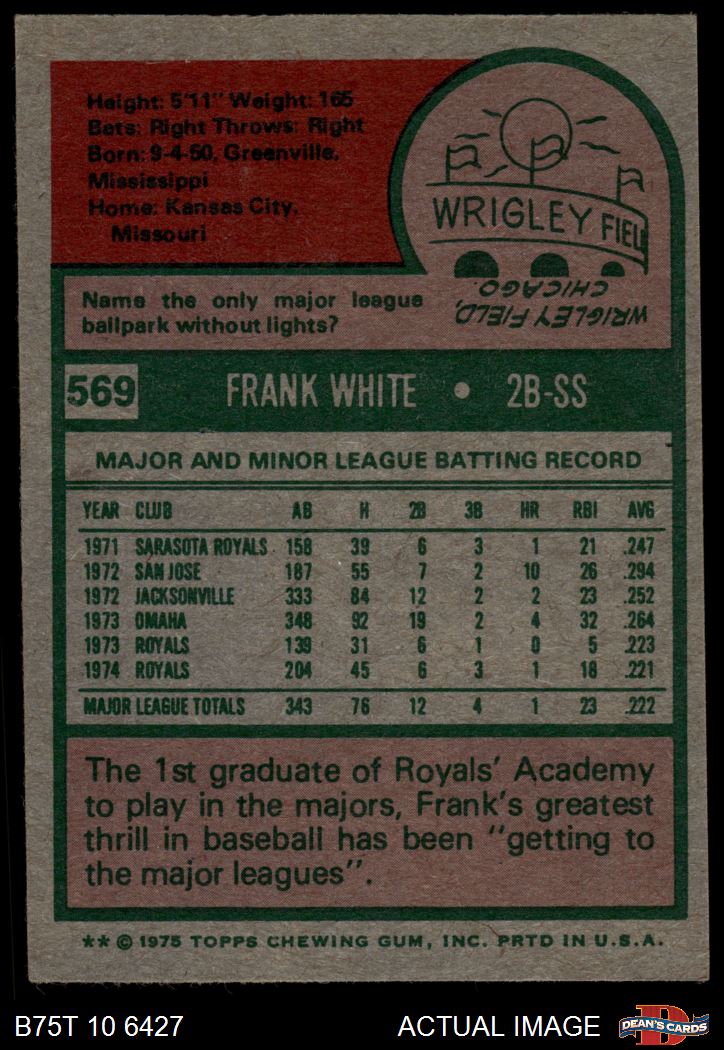 Height: 5'11" Weight: 165
Bats: Right Throws: Right
Born: 9-4-50, Greenville,
Mississippi
Home: Kansas City,
Missouri
WRIGLEY FIEL
WRIGLEY FIELD,
CHICAGO.
Name the only major league
ballpark without lights?
569 FRANK WHITE • 2B-SS
MAJOR AND MINOR LEAGUE BATTING RECORD
YEAR CLUB AB H 2B 3B HR RBI AVG
1971 SARASOTA ROYALS 158 39 6 3 1 21 .247
1972 SAN JOSE 187 55 7 2 10 26 .294
1972 JACKSONVILLE 333 84 12 2 2 23 .252
1973 OMAHA 348 92 19 2 4 32 .264
1973 ROYALS 139 31 6 1 0 5 .223
1974 ROYALS 204 45 6 3 1 18 .221
MAJOR LEAGUE TOTALS 343 76 12 4 1 23 .222
The 1st graduate of Royals' Academy
to play in the majors, Frank's greatest
thrill in baseball has been "getting to
the major leagues".
** © 1975 TOPPS CHEWING GUM, INC. PRTD IN U.S.A.
B75T 10 6427 ACTUAL IMAGE D DEAN'S CARDS